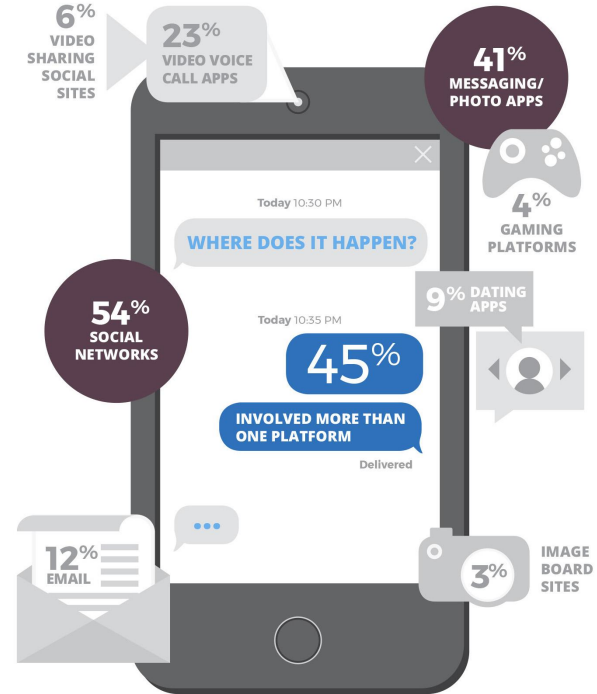 6%
VIDEO
SHARING
SOCIAL
SITES
23%
VIDEO VOICE
CALL APPS
41%
MESSAGING/
PHOTO APPS
4%
GAMING
PLATFORMS
Today 10:30 PM
WHERE DOES IT HAPPEN?
9% DATING
APPS
54%
SOCIAL
NETWORKS
Today 10:35 PM
45%
INVOLVED MORE THAN
ONE PLATFORM
Delivered
...
12%
EMAIL
3%
IMAGE
BOARD
SITES